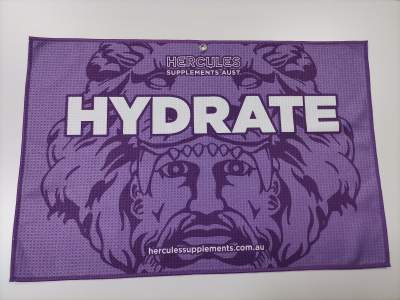 HERCULES
SUPPLEMENTS AUST.
HYDRATE
herculessupplements.com.au